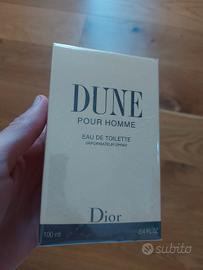 DUNE
POUR HOMME
EAU DE TOILETTE
VAPORISATEUR-SPRAY
Dior
100 ml
3.4 FL.OZ
subito